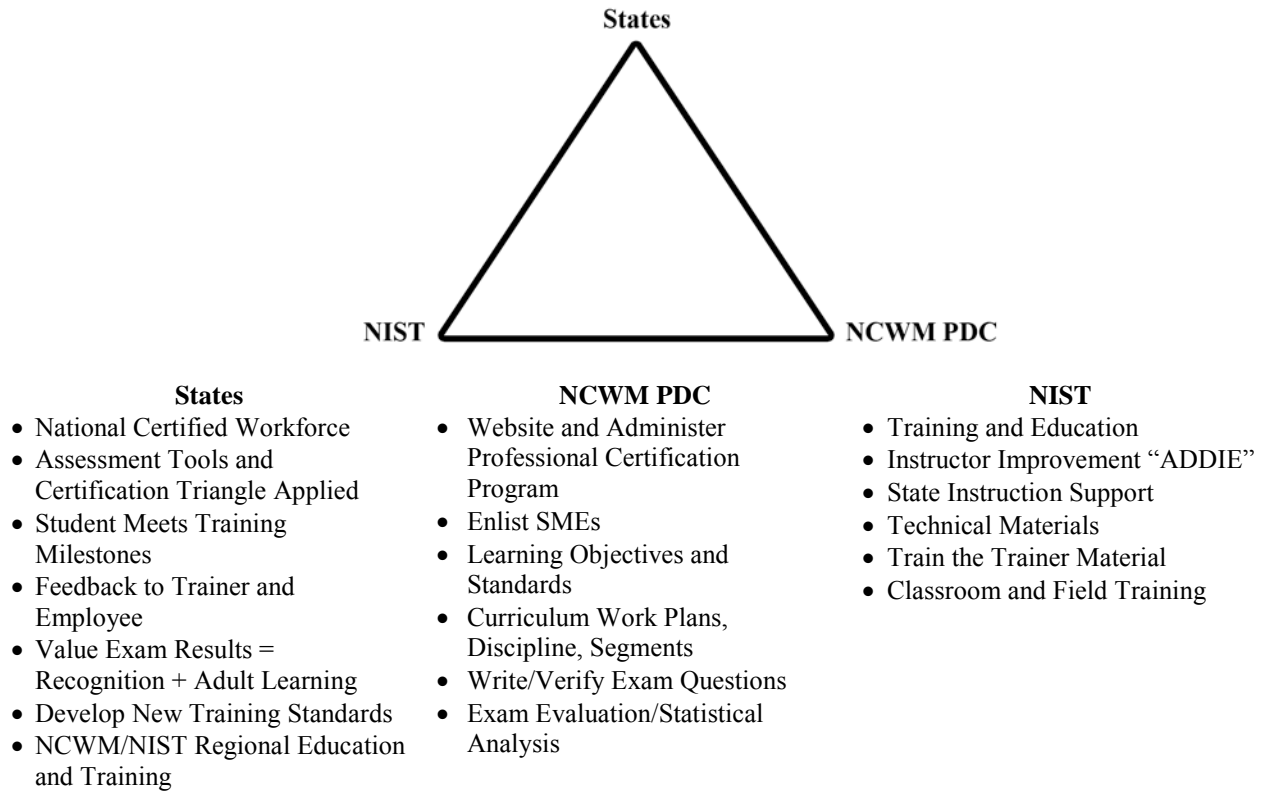 States
NIST
NCWM PDC
States
• National Certified Workforce
• Assessment Tools and
Certification Triangle Applied
• Student Meets Training
Milestones
• Feedback to Trainer and
Employee
• Value Exam Results =
Recognition + Adult Learning
• Develop New Training Standards
• NCWM/NIST Regional Education
and Training
NCWM PDC
• Website and Administer
Professional Certification
Program
• Enlist SMEs
• Learning Objectives and
Standards
• Curriculum Work Plans,
Discipline, Segments
• Write/Verify Exam Questions
• Exam Evaluation/Statistical
Analysis
NIST
• Training and Education
• Instructor Improvement “ADDIE”
• State Instruction Support
• Technical Materials
• Train the Trainer Material
• Classroom and Field Training